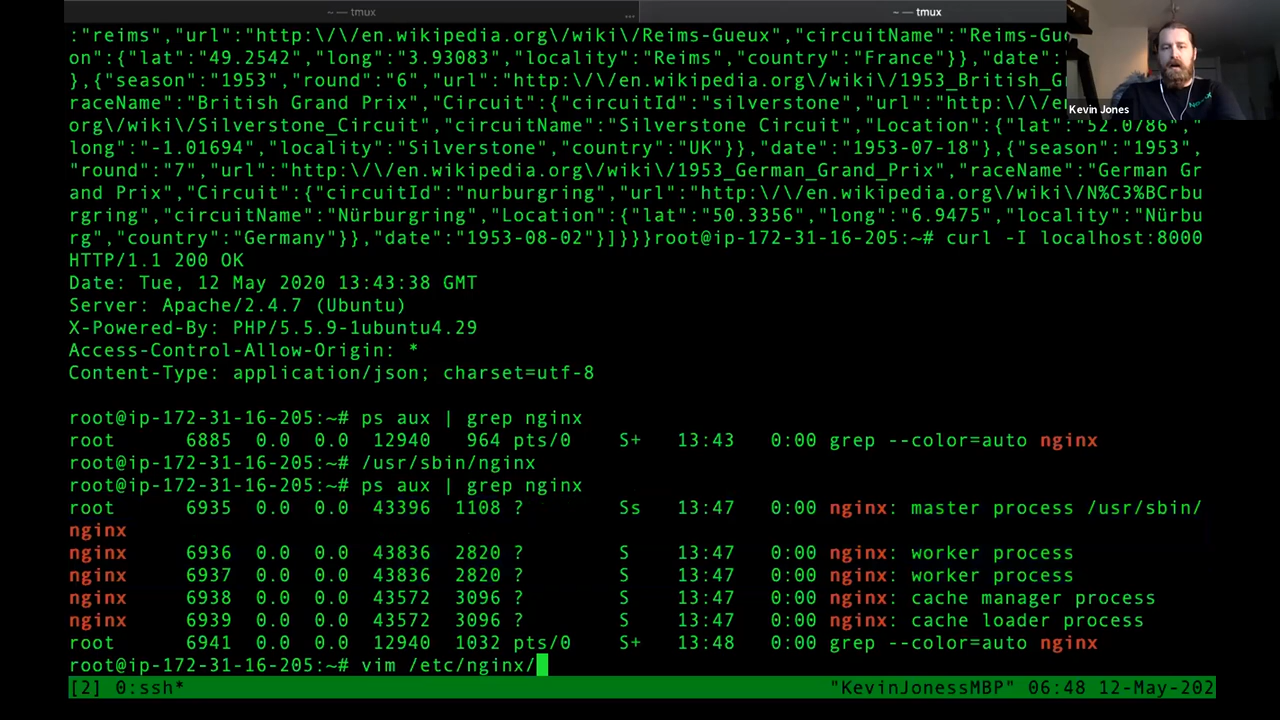 ~ — tmux
...
~ — tmux
:"reims","url":"http:\/\/en.wikipedia.org\/wiki\/Reims-Gueux","circuitName":"Reims-Gu
on":{"lat":"49.2542","long":"3.93083","locality":"Reims","country":"France"}},"date":
},{"season":"1953","round":"6","url":"http:\/\/en.wikipedia.org\/wiki\/1953_British_G
raceName":"British Grand Prix","Circuit":{"circuitId":"silverstone","url":"http:\/\/en.
Kevin Jones
org\/wiki\/Silverstone_Circuit","circuitName":"Silverstone Circuit","Location":{"lat":"52.0786","
long":"-1.01694","locality":"Silverstone","country":"UK"}},"date":"1953-07-18"},{"season":"1953",
"round":"7","url":"http:\/\/en.wikipedia.org\/wiki\/1953_German_Grand_Prix","raceName":"German Gr
and Prix","Circuit":{"circuitId":"nurburgring","url":"http:\/\/en.wikipedia.org\/wiki\/N%C3%BCrbu
rgring","circuitName":"Nürburgring","Location":{"lat":"50.3356","long":"6.9475","locality":"Nürbu
rg","country":"Germany"}},"date":"1953-08-02"}]}}}root@ip-172-31-16-205:~# curl -I localhost:8000
HTTP/1.1 200 OK
Date: Tue, 12 May 2020 13:43:38 GMT
Server: Apache/2.4.7 (Ubuntu)
X-Powered-By: PHP/5.5.9-1ubuntu4.29
Access-Control-Allow-Origin: *
Content-Type: application/json; charset=utf-8
root@ip-172-31-16-205:~# ps aux | grep nginx
root 6885 0.0 0.0 12940 964 pts/0 S+ 13:43 0:00 grep --color=auto nginx
root@ip-172-31-16-205:~# /usr/sbin/nginx
root@ip-172-31-16-205:~# ps aux | grep nginx
root 6935 0.0 0.0 43396 1108 ? Ss 13:47 0:00 nginx: master process /usr/sbin/
nginx
nginx 6936 0.0 0.0 43836 2820 ? S 13:47 0:00 nginx: worker process
nginx 6937 0.0 0.0 43836 2820 ? S 13:47 0:00 nginx: worker process
nginx 6938 0.0 0.0 43572 3096 ? S 13:47 0:00 nginx: cache manager process
nginx 6939 0.0 0.0 43572 3096 ? S 13:47 0:00 nginx: cache loader process
root 6941 0.0 0.0 12940 1032 pts/0 S+ 13:48 0:00 grep --color=auto nginx
root@ip-172-31-16-205:~# vim /etc/nginx/
[2] 0:ssh* "KevinJonessMBP" 06:48 12-May-202